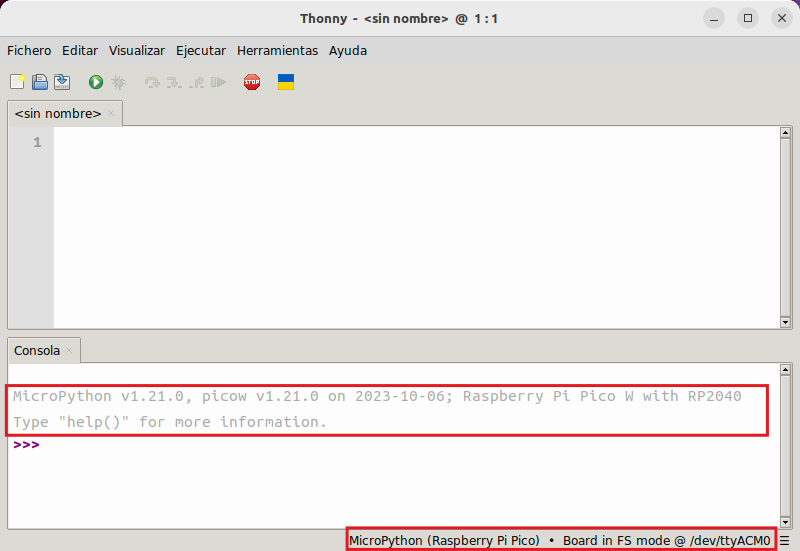 Thonny - <sin nombre> @ 1 : 1
Fichero Editar Visualizar Ejecutar Herramientas Ayuda
STOP
<sin nombre>
1
Consola
MicroPython v1.21.0, picow v1.21.0 on 2023-10-06; Raspberry Pi Pico W with RP2040
Type "help()" for more information.
>>>
MicroPython (Raspberry Pi Pico) • Board in FS mode @ /dev/ttyACM0